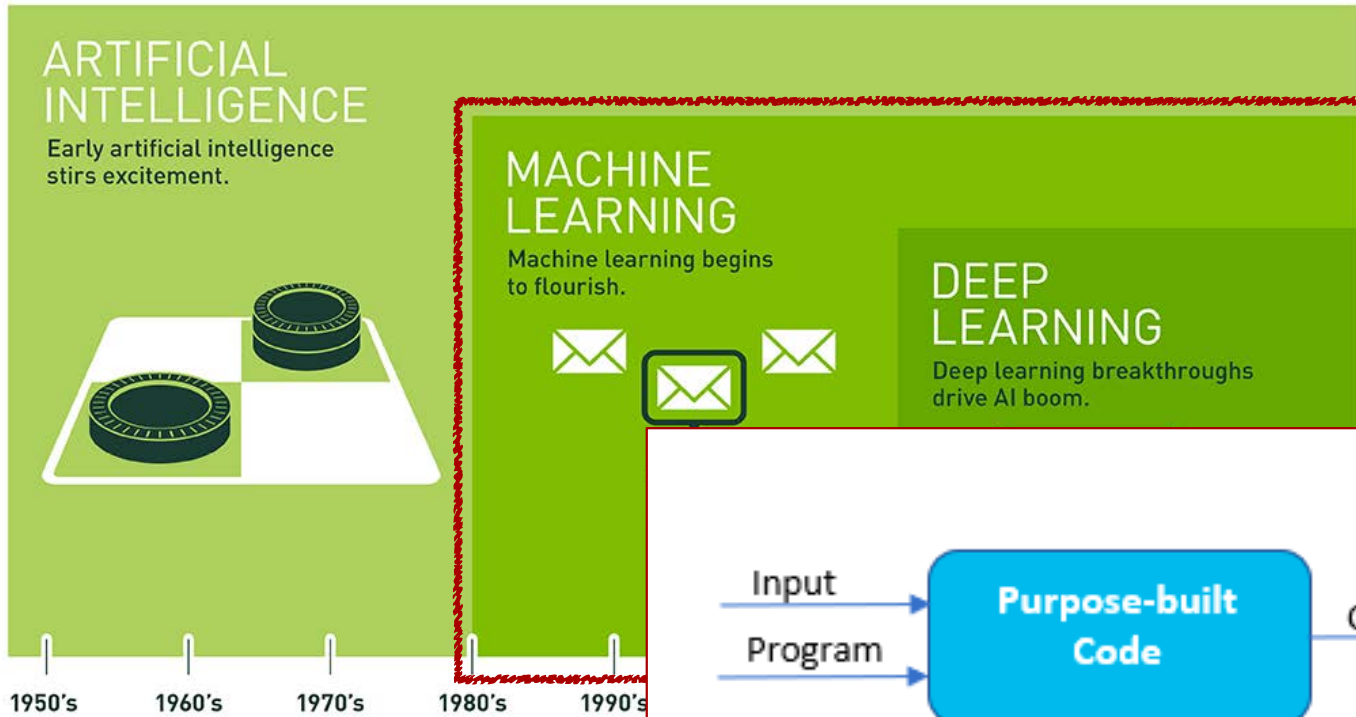 ARTIFICIAL
INTELLIGENCE
Early artificial intelligence
stirs excitement.
MACHINE
LEARNING
Machine learning begins
to flourish.
DEEP
LEARNING
Deep learning breakthroughs
drive AI boom.
Input
Program
Purpose-built
Code
1950's 1960's 1970's 1980's 1990's